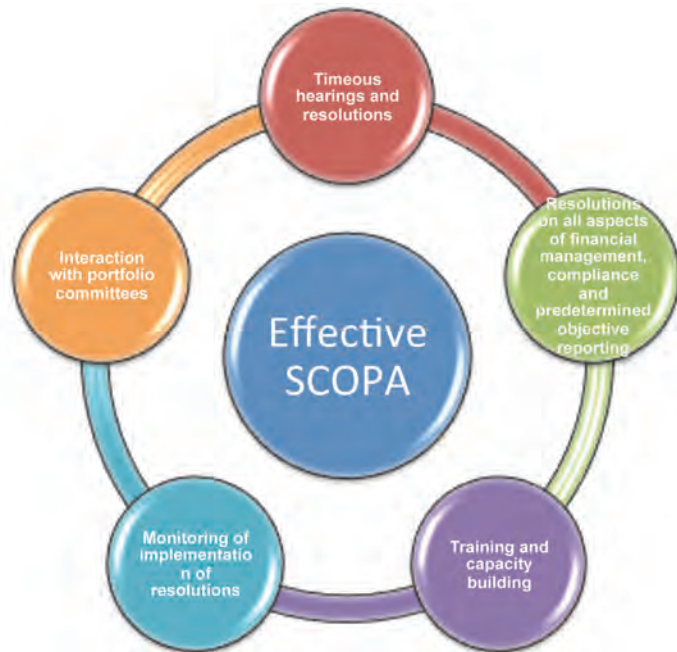 Timeous
hearings and
resolutions
Resolutions
on all aspects
of financial
management,
compliance
and
predetermined
objective
reporting
Interaction
with portfolio
committees
Effective
SCOPA
Monitoring of
implementatio
n of
resolutions
Training and
capacity
building